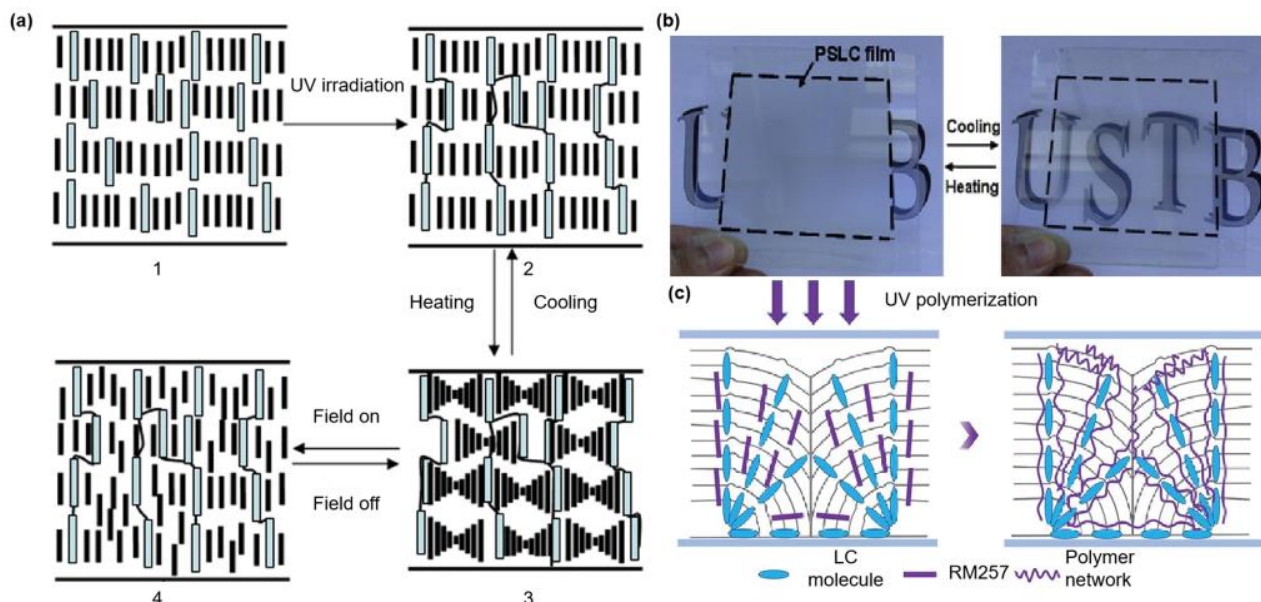 (a)
UV irradiation
1
2
Heating
Cooling
Field on
Field off
4
3
(b)
PSLC film
U B
Cooling
Heating
USTB
(c)
UV polymerization
LC
molecule
RM257
Polymer
network